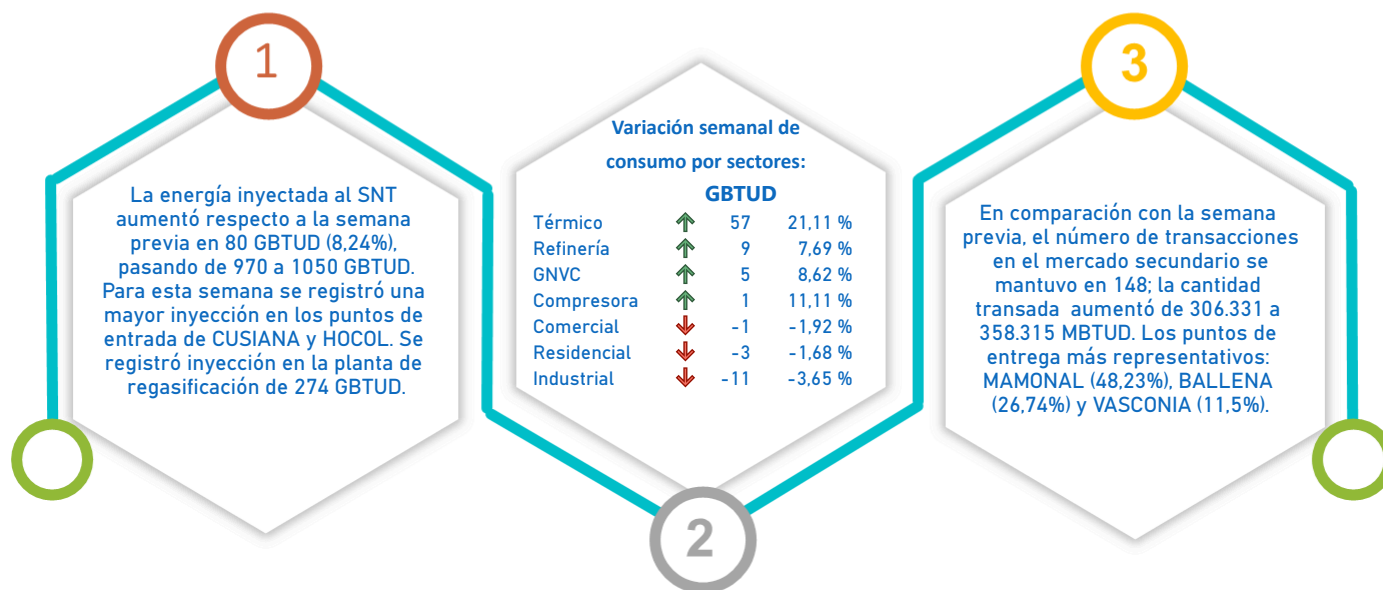 1
La energía inyectada al SNT
aumentó respecto a la semana
previa en 80 GBTUD (8,24%),
pasando de 970 a 1050 GBTUD.
Para esta semana se registró una
mayor inyección en los puntos de
entrada de CUSIANA y HOCOL. Se
registró inyección en la planta de
regasificación de 274 GBTUD.
Variación semanal de
consumo por sectores:
GBTUD
Térmico 57 21,11 %
Refinería 9 7,69 %
GNVC 5 8,62 %
Compresora 1 11,11 %
Comercial -1 -1,92 %
Residencial -3 -1,68 %
Industrial -11 -3,65 %
2
3
En comparación con la semana
previa, el número de transacciones
en el mercado secundario se
mantuvo en 148; la cantidad
transada aumentó de 306.331 a
358.315 MBTUD. Los puntos de
entrega más representativos:
MAMONAL (48,23%), BALLENA
(26,74%) y VASCONIA (11,5%).